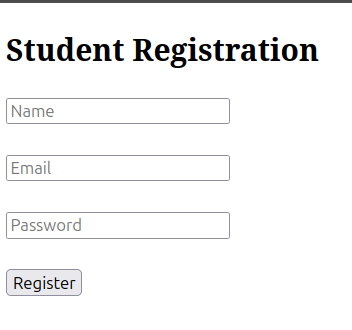 Student Registration
Name
Email
Password
Register